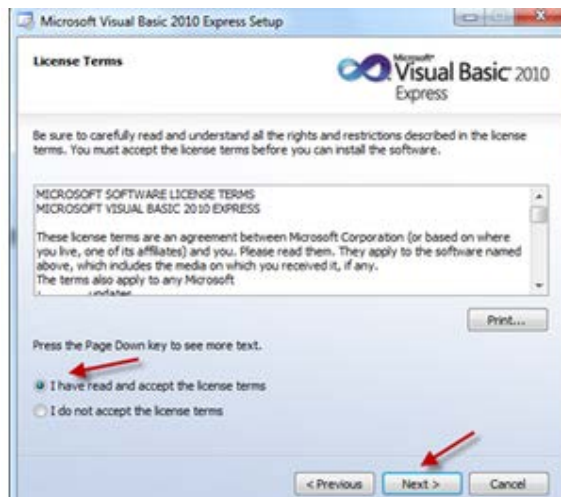 Microsoft Visual Basic 2010 Express Setup
License Terms
Microsoft®
Visual Basic® 2010
Express
Be sure to carefully read and understand all the rights and restrictions described in the license
terms. You must accept the license terms before you can install the software.
MICROSOFT SOFTWARE LICENSE TERMS
MICROSOFT VISUAL BASIC 2010 EXPRESS
These license terms are an agreement between Microsoft Corporation (or based on where
you live, one of its affiliates) and you. Please read them. They apply to the software named
above, which includes the media on which you received it, if any.
The terms also apply to any Microsoft
updates
Print...
Press the Page Down key to see more text.
I have read and accept the license terms
I do not accept the license terms
< Previous
Next >
Cancel